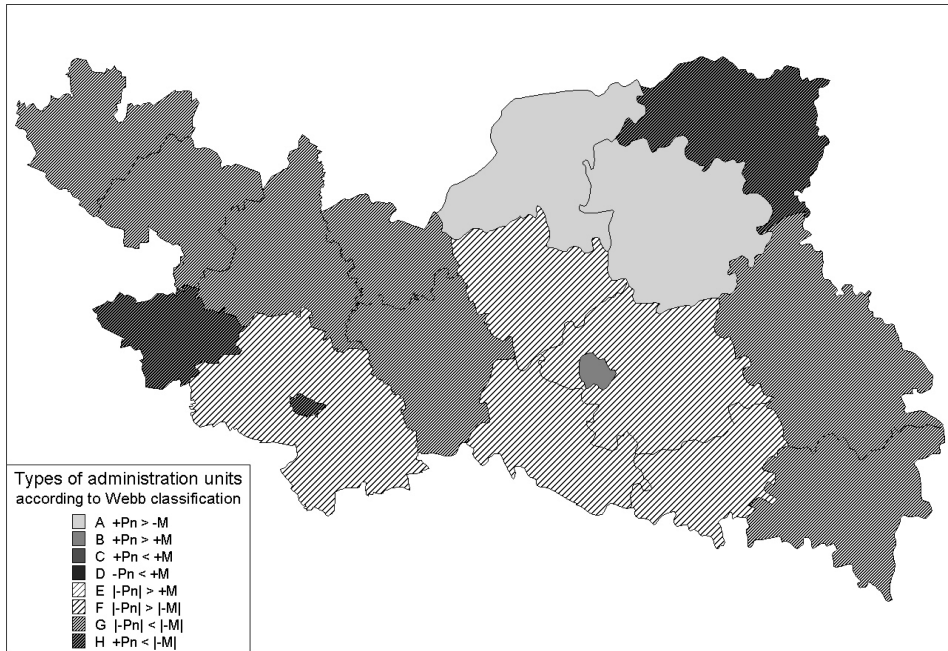 Types of administration units
according to Webb classification
A +Pn > -M
B +Pn > +M
C +Pn < +M
D -Pn < +M
E |-Pn| > +M
F |-Pn| > |-M|
G |-Pn| < |-M|
H +Pn < |-M|